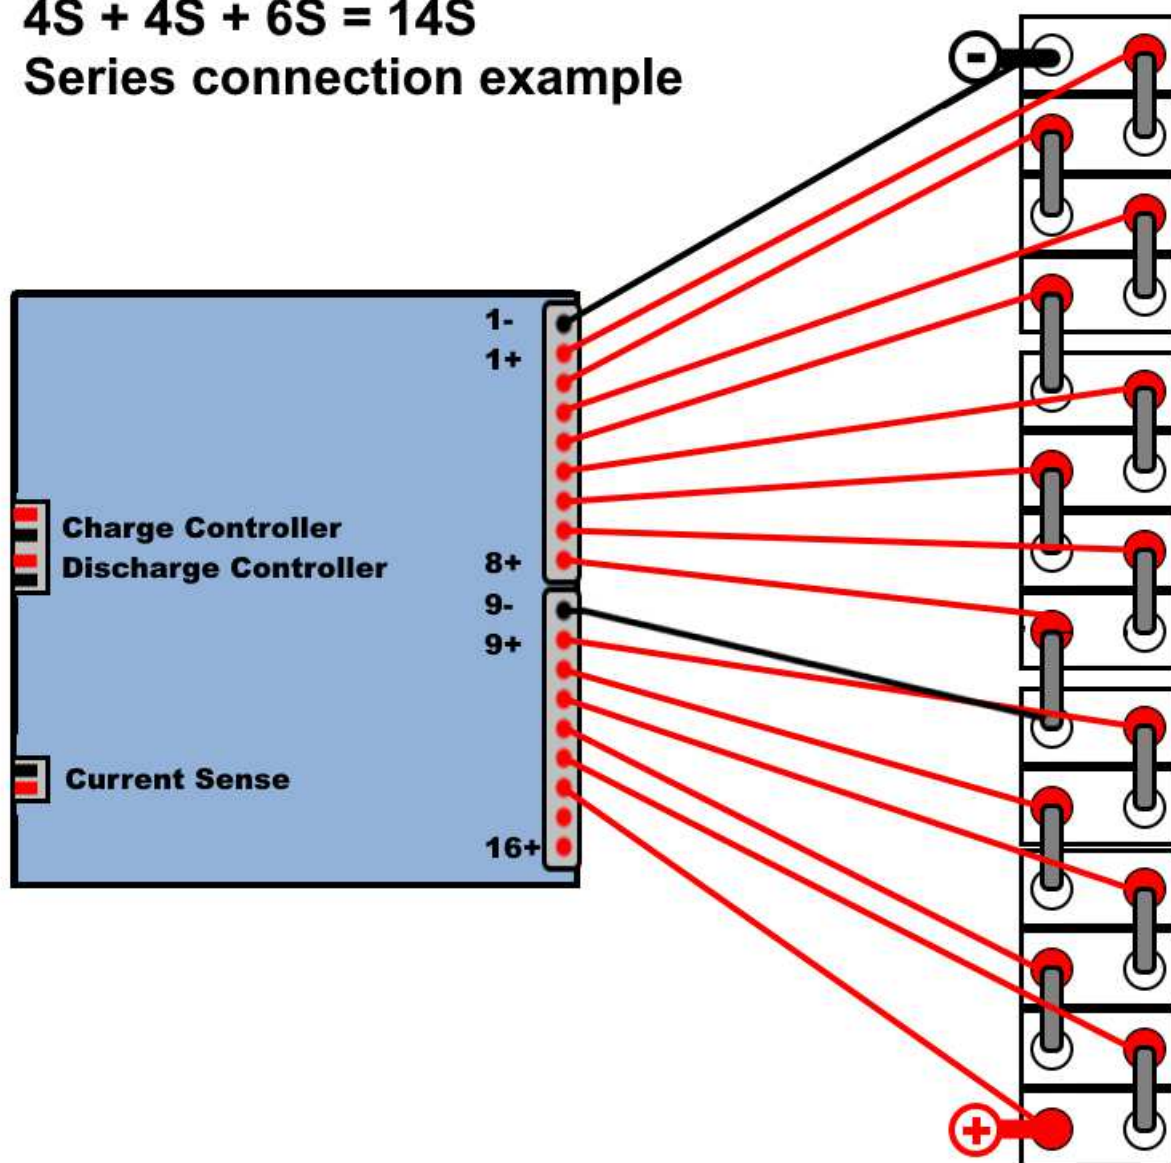 4S + 4S + 6S = 14S
Series connection example
-
1-
1+
Charge Controller
Discharge Controller
8+
9-
9+
Current Sense
16+
+